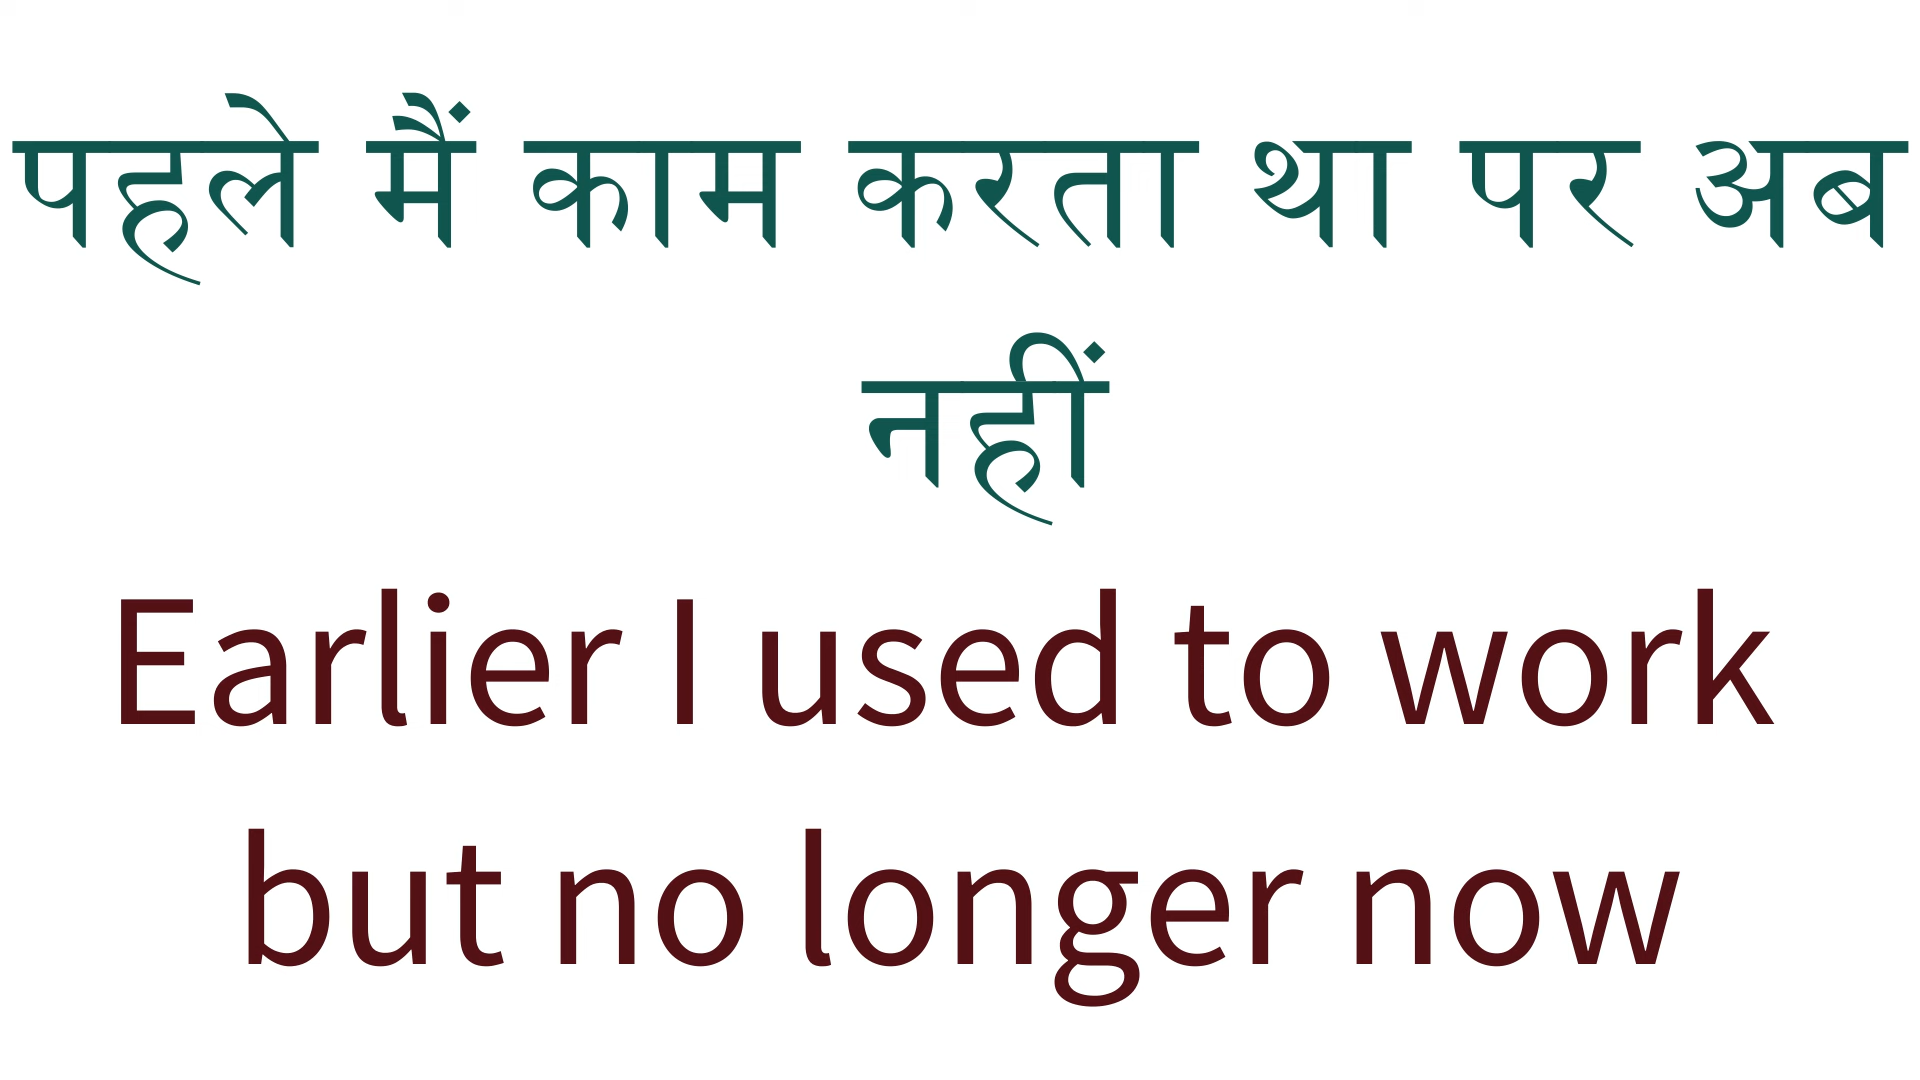 पहले मैं काम करता था पर अब
नहीं
Earlier I used to work
but no longer now